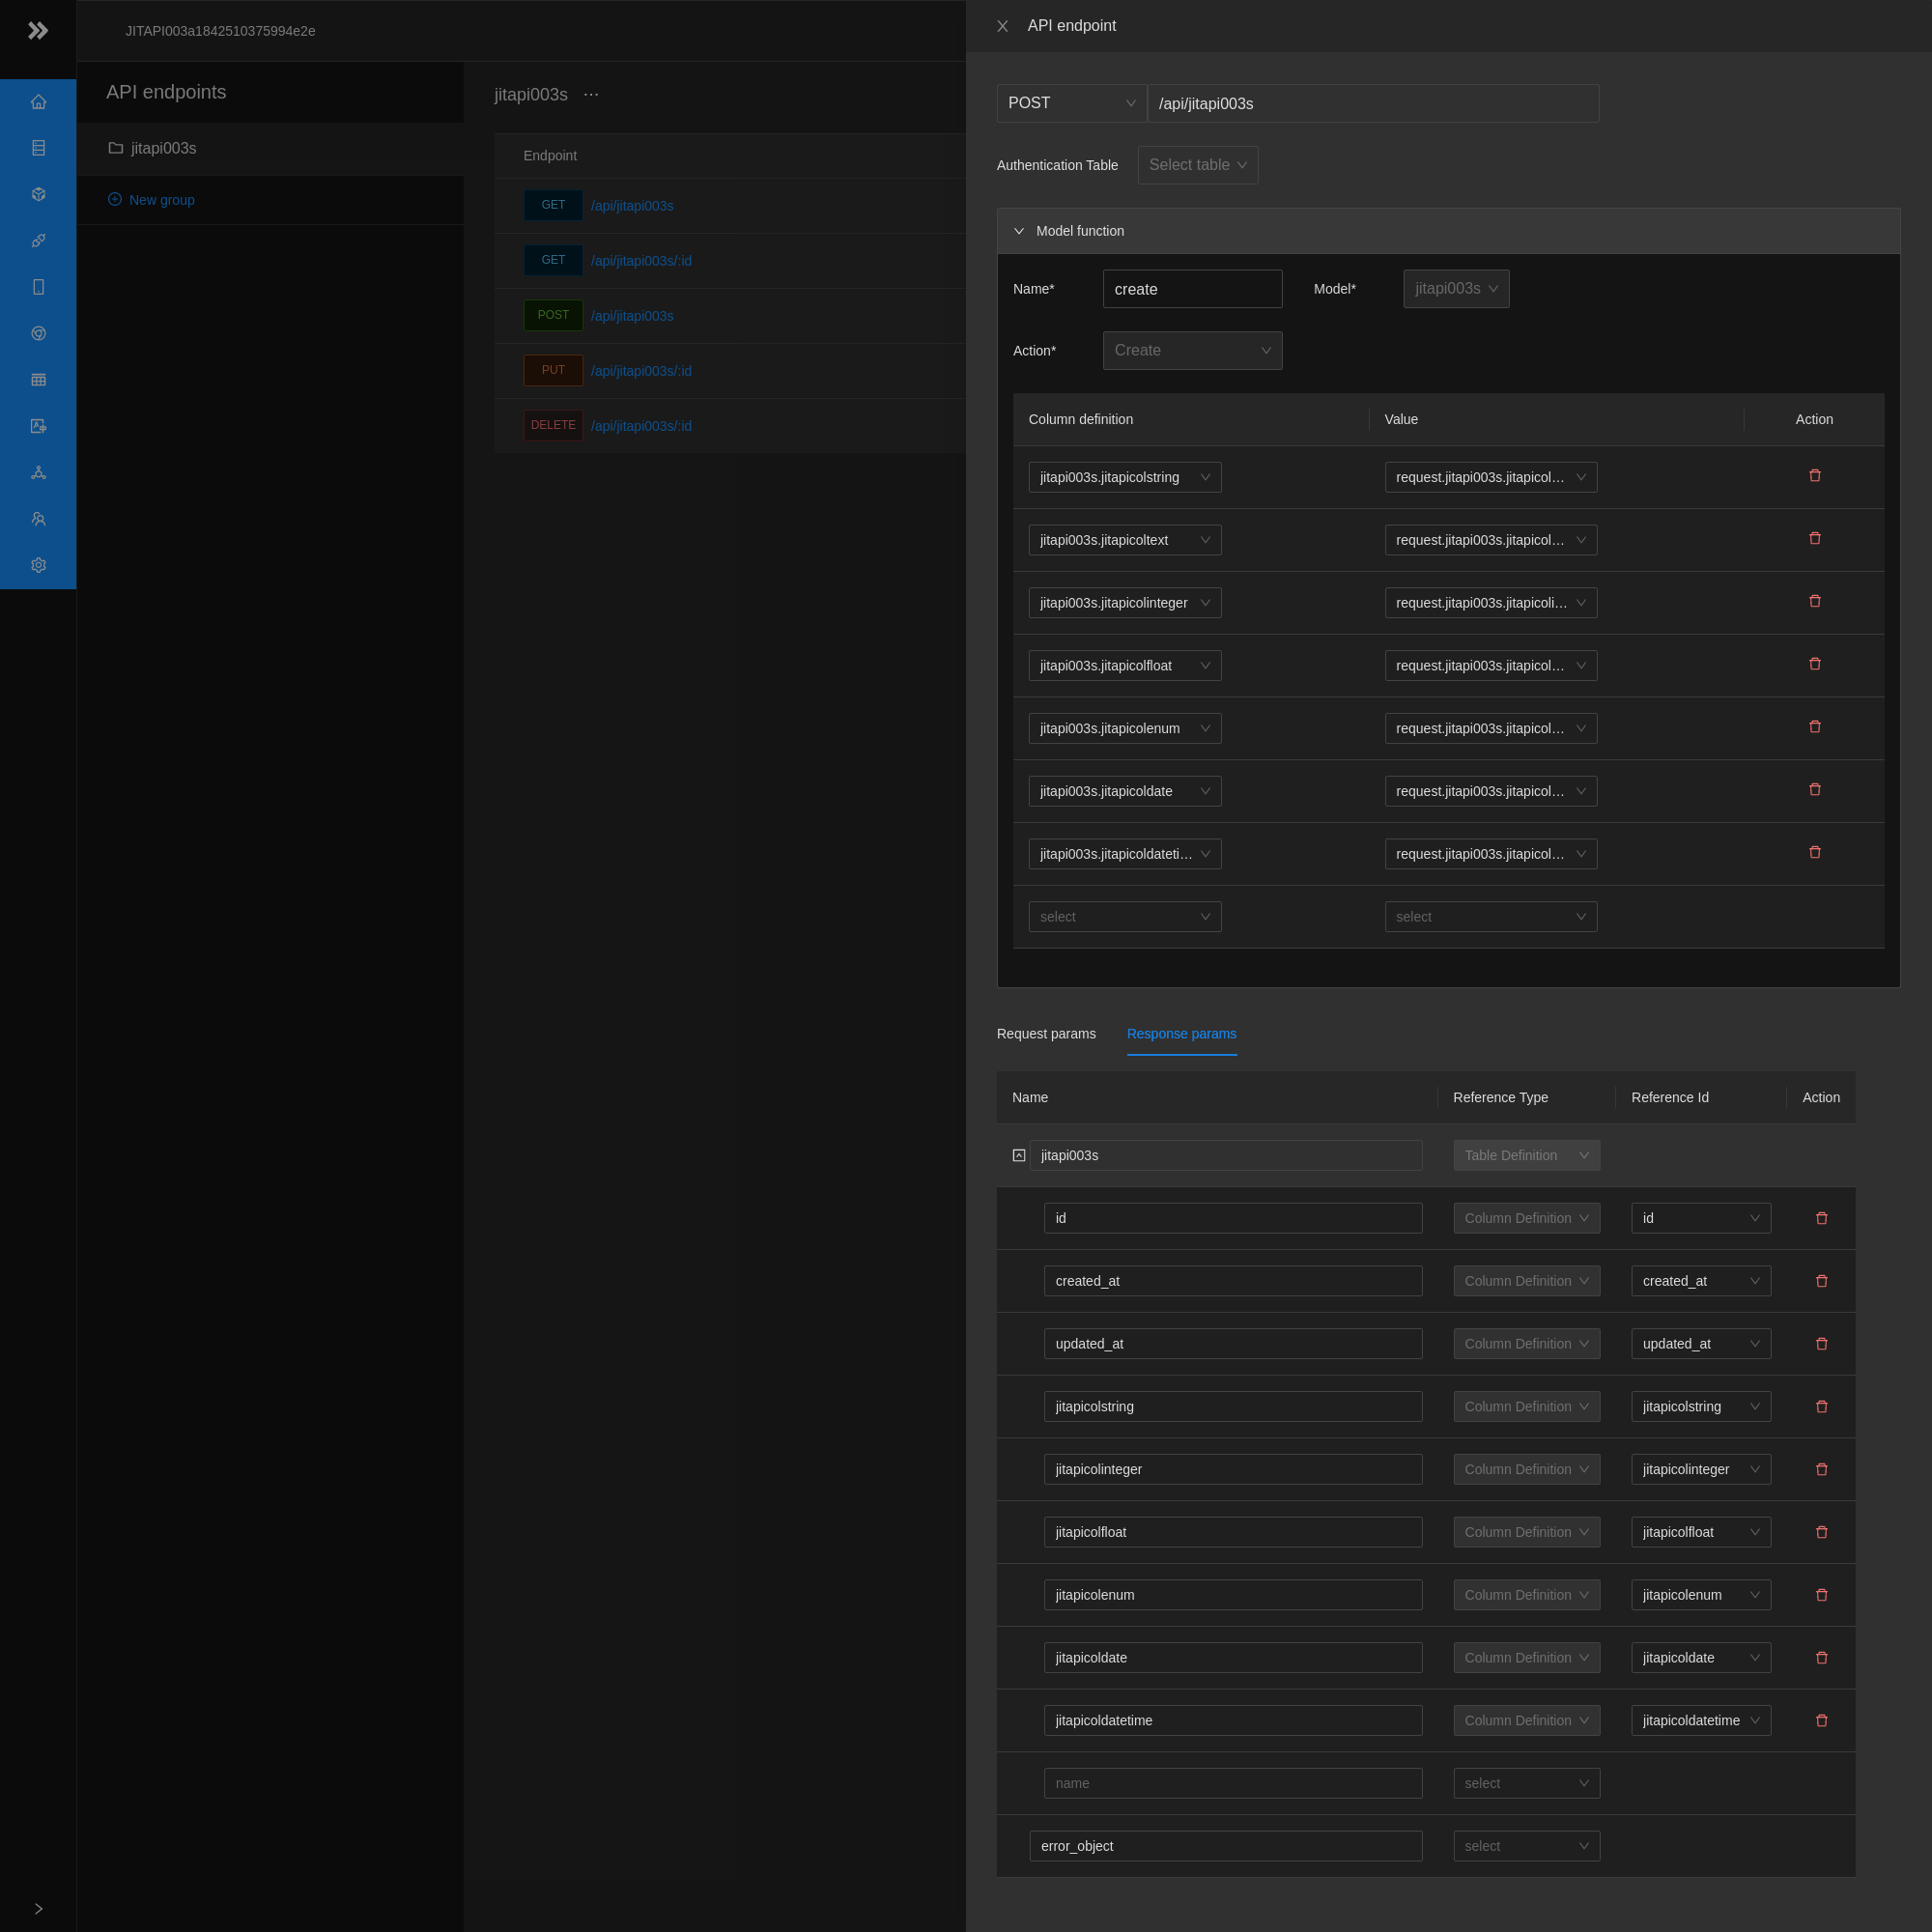 JITAPI003a1842510375994e2e
API endpoints
jitapi003s
New group
jitapi003s ···
Endpoint
GET /api/jitapi003s
GET /api/jitapi003s/:id
POST /api/jitapi003s
PUT /api/jitapi003s/:id
DELETE /api/jitapi003s/:id
API endpoint
POST /api/jitapi003s
Authentication Table Select table
Model function
Name* create Model* jitapi003s
Action* Create
Column definition Value Action
jitapi003s.jitapicolstring request.jitapi003s.jitapicol...
jitapi003s.jitapicoltext request.jitapi003s.jitapicol...
jitapi003s.jitapicolinteger request.jitapi003s.jitapicoli...
jitapi003s.jitapicolfloat request.jitapi003s.jitapicol...
jitapi003s.jitapicolenum request.jitapi003s.jitapicol...
jitapi003s.jitapicoldate request.jitapi003s.jitapicol...
jitapi003s.jitapicoldateti... request.jitapi003s.jitapicol...
select select
Request params Response params
Name Reference Type Reference Id Action
jitapi003s Table Definition
id Column Definition id
created_at Column Definition created_at
updated_at Column Definition updated_at
jitapicolstring Column Definition jitapicolstring
jitapicolinteger Column Definition jitapicolinteger
jitapicolfloat Column Definition jitapicolfloat
jitapicolenum Column Definition jitapicolenum
jitapicoldate Column Definition jitapicoldate
jitapicoldatetime Column Definition jitapicoldatetime
name select
error_object select